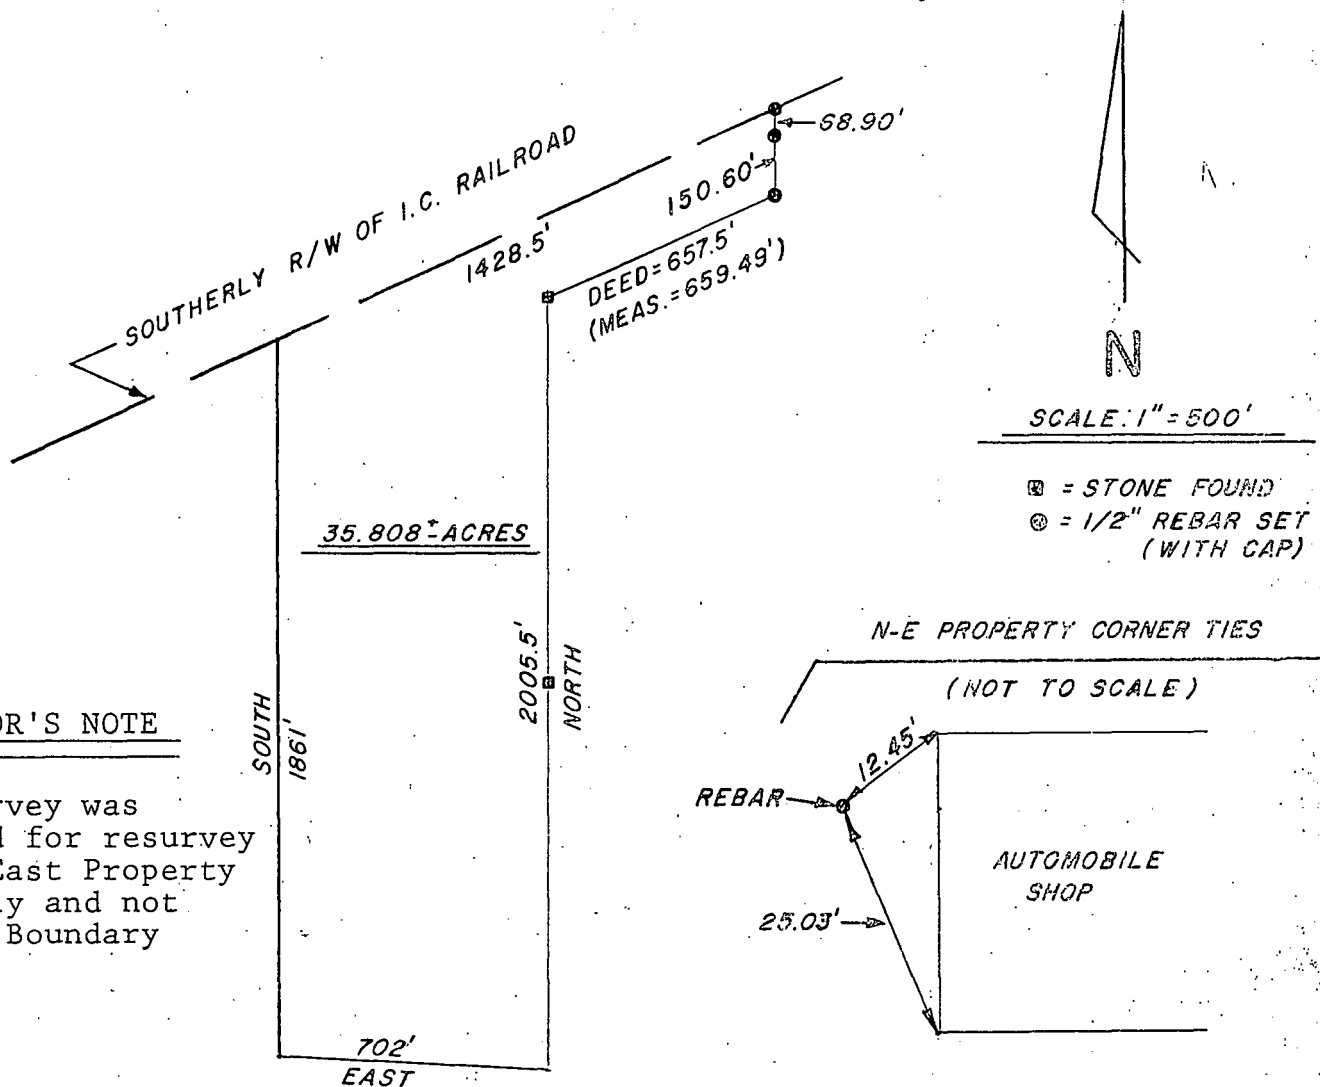 68.90'
150.60'
SOUTHERLY R/W OF I.C. RAILROAD
1428.5'
DEED=657.5'
(MEAS.=659.49')
N
SCALE: 1"=500'
= STONE FOUND
= 1/2" REBAR SET
(WITH CAP)
35.808±ACRES
2005.5'
NORTH
SOUTH
1861'
702'
EAST
OR'S NOTE
rvey was
d for resurvey
East Property
y and not
Boundary
N-E PROPERTY CORNER TIES
(NOT TO SCALE)
12.45'
REBAR
25.03'
AUTOMOBILE
SHOP